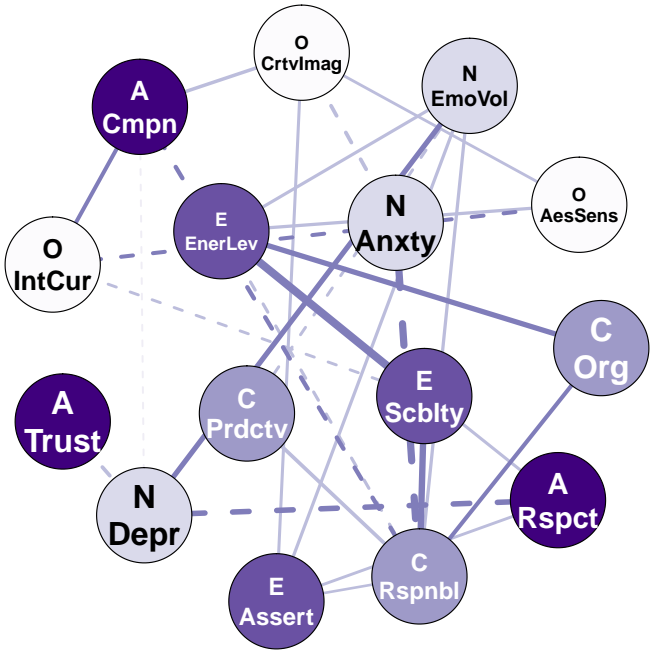 O
CrtvImag
N
EmoVol
A
Cmpn
O
AesSens
E
EnerLev
N
Anxty
O
IntCur
C
Org
E
Scblty
C
Prdctv
A
Trust
A
Rspct
N
Depr
C
Rspnbl
E
Assert